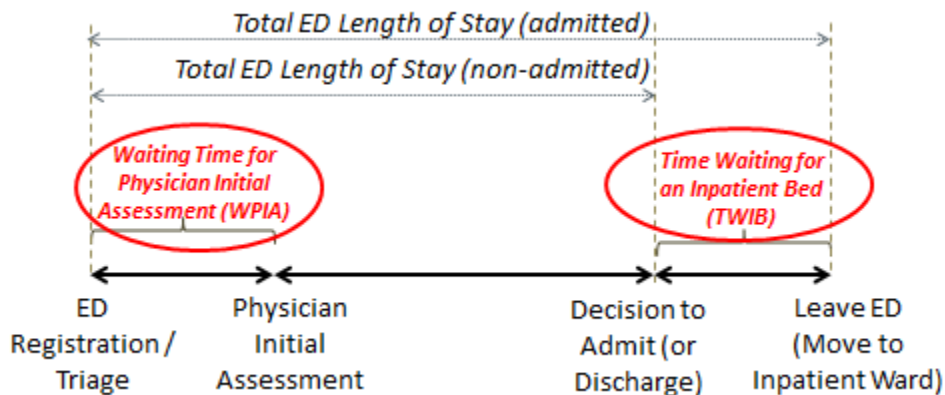 Total ED Length of Stay (admitted)
Total ED Length of Stay (non-admitted)
Waiting Time for
Physician Initial
Assessment (WPIA)
Time Waiting for
an Inpatient Bed
(TWIB)
ED
Registration /
Triage
Physician
Initial
Assessment
Decision to
Admit (or
Discharge)
Leave ED
(Move to
Inpatient Ward)